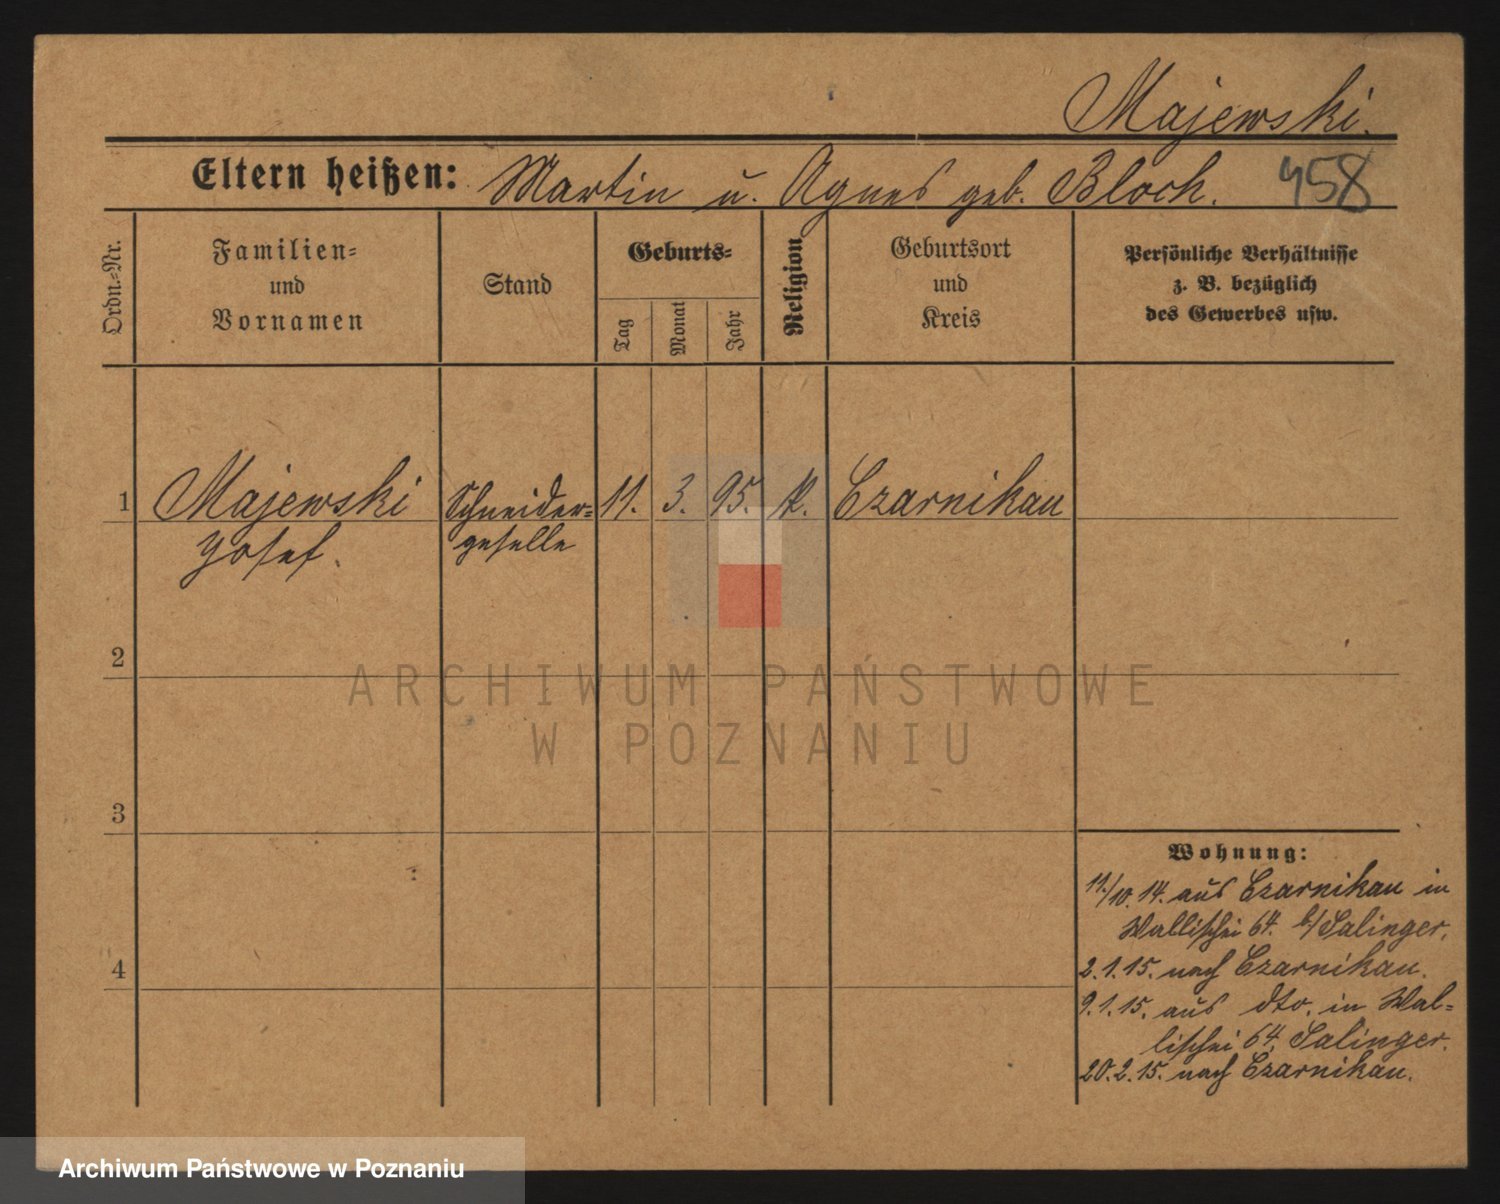 Majewski.
Eltern heißen: Martin u. Agnes geb. Bloch. 458
Ordn.-Nr.
Familien-
und
Vornamen
Stand
Geburts-
Tag
Monat
Jahr
Religion
Geburtsort
und
Kreis
Persönliche Verhältnisse
z. B. bezüglich
des Gewerbes usw.
1 Majewski Schneider- 11. 3. 95. k. Czarnikau
Josef. geselle
2
ARCHIWUM PAŃSTWOWE
W POZNANIU
3
Wohnung:
11./10. 14. aus Czarnikau in
Wallischei 64. b/Salinger.
4
2. 1. 15. nach Czarnikau.
9. 1. 15. aus dto. in Wal-
lischei 64. Salinger.
20. 2. 15. nach Czarnikau.
Archiwum Państwowe w Poznaniu